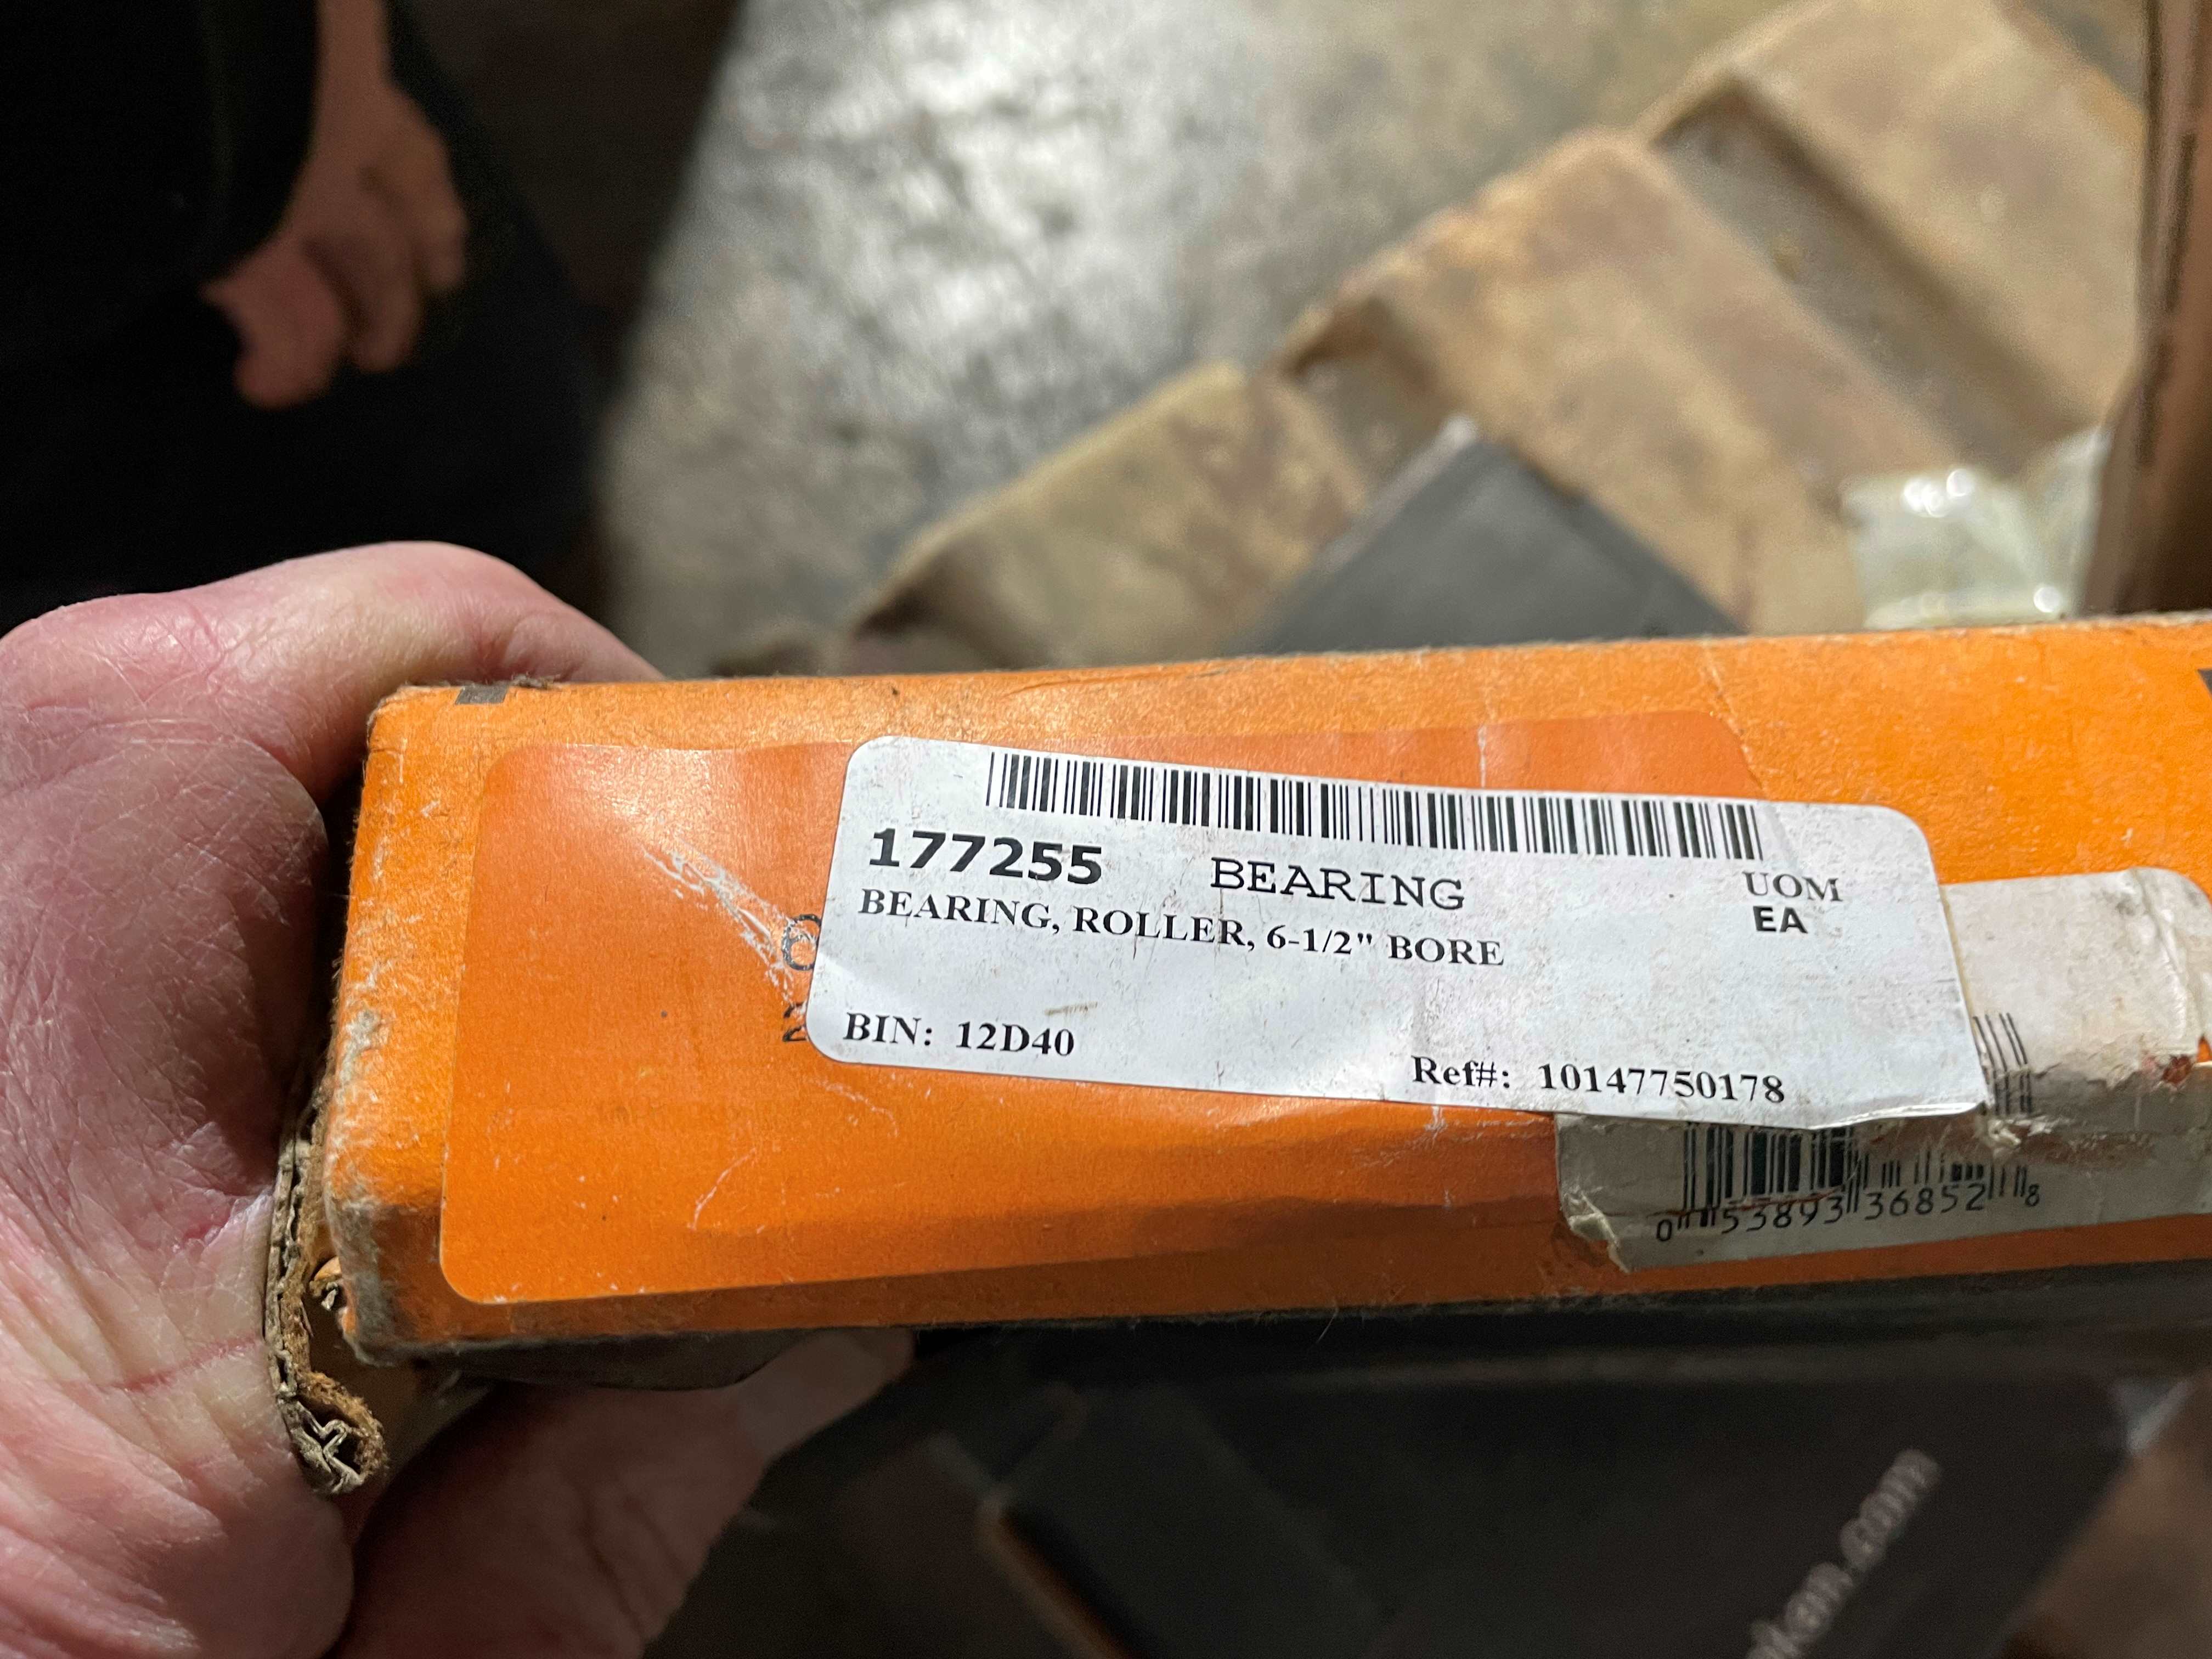 177255 BEARING UOM
BEARING, ROLLER, 6-1/2" BORE EA
BIN: 12D40
Ref#: 10147750178
0 53893 36852 8